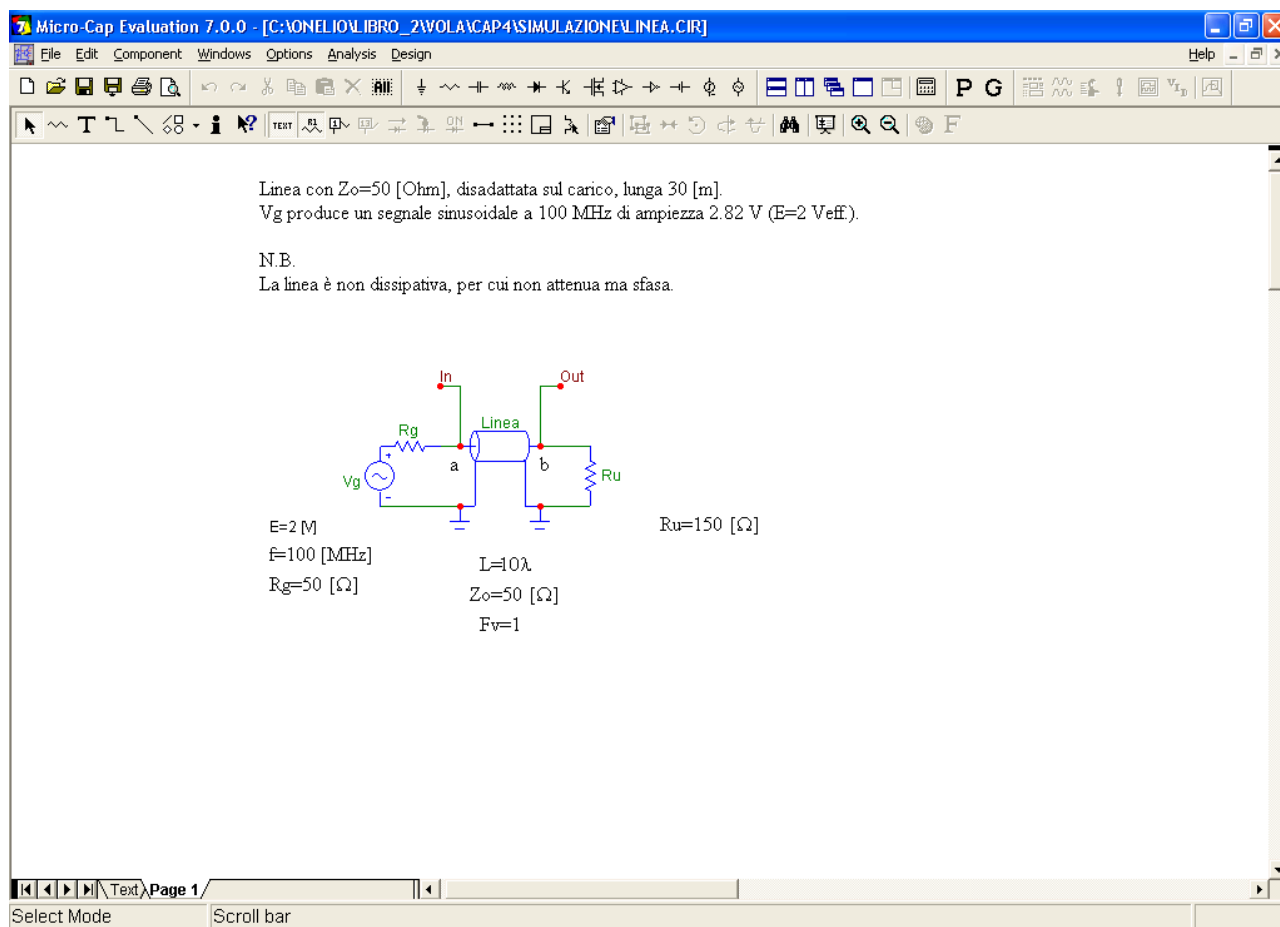 Micro-Cap Evaluation 7.0.0 - [C:\ONELIO\LIBRO_2\VOLA\CAP4\SIMULAZIONE\LINEA.CIR]
File Edit Component Windows Options Analysis Design Help
P G
T TEXT F
Linea con Zo=50 [Ohm], disadattata sul carico, lunga 30 [m].
Vg produce un segnale sinusoidale a 100 MHz di ampiezza 2.82 V (E=2 Veff.).
N.B.
La linea è non dissipativa, per cui non attenua ma sfasa.
In Out
Rg Linea
a b
Vg Ru
E=2 [V]
f=100 [MHz]
Rg=50 [Ω]
L=10λ
Zo=50 [Ω]
Fv=1
Ru=150 [Ω]
Text Page 1
Select Mode Scroll bar